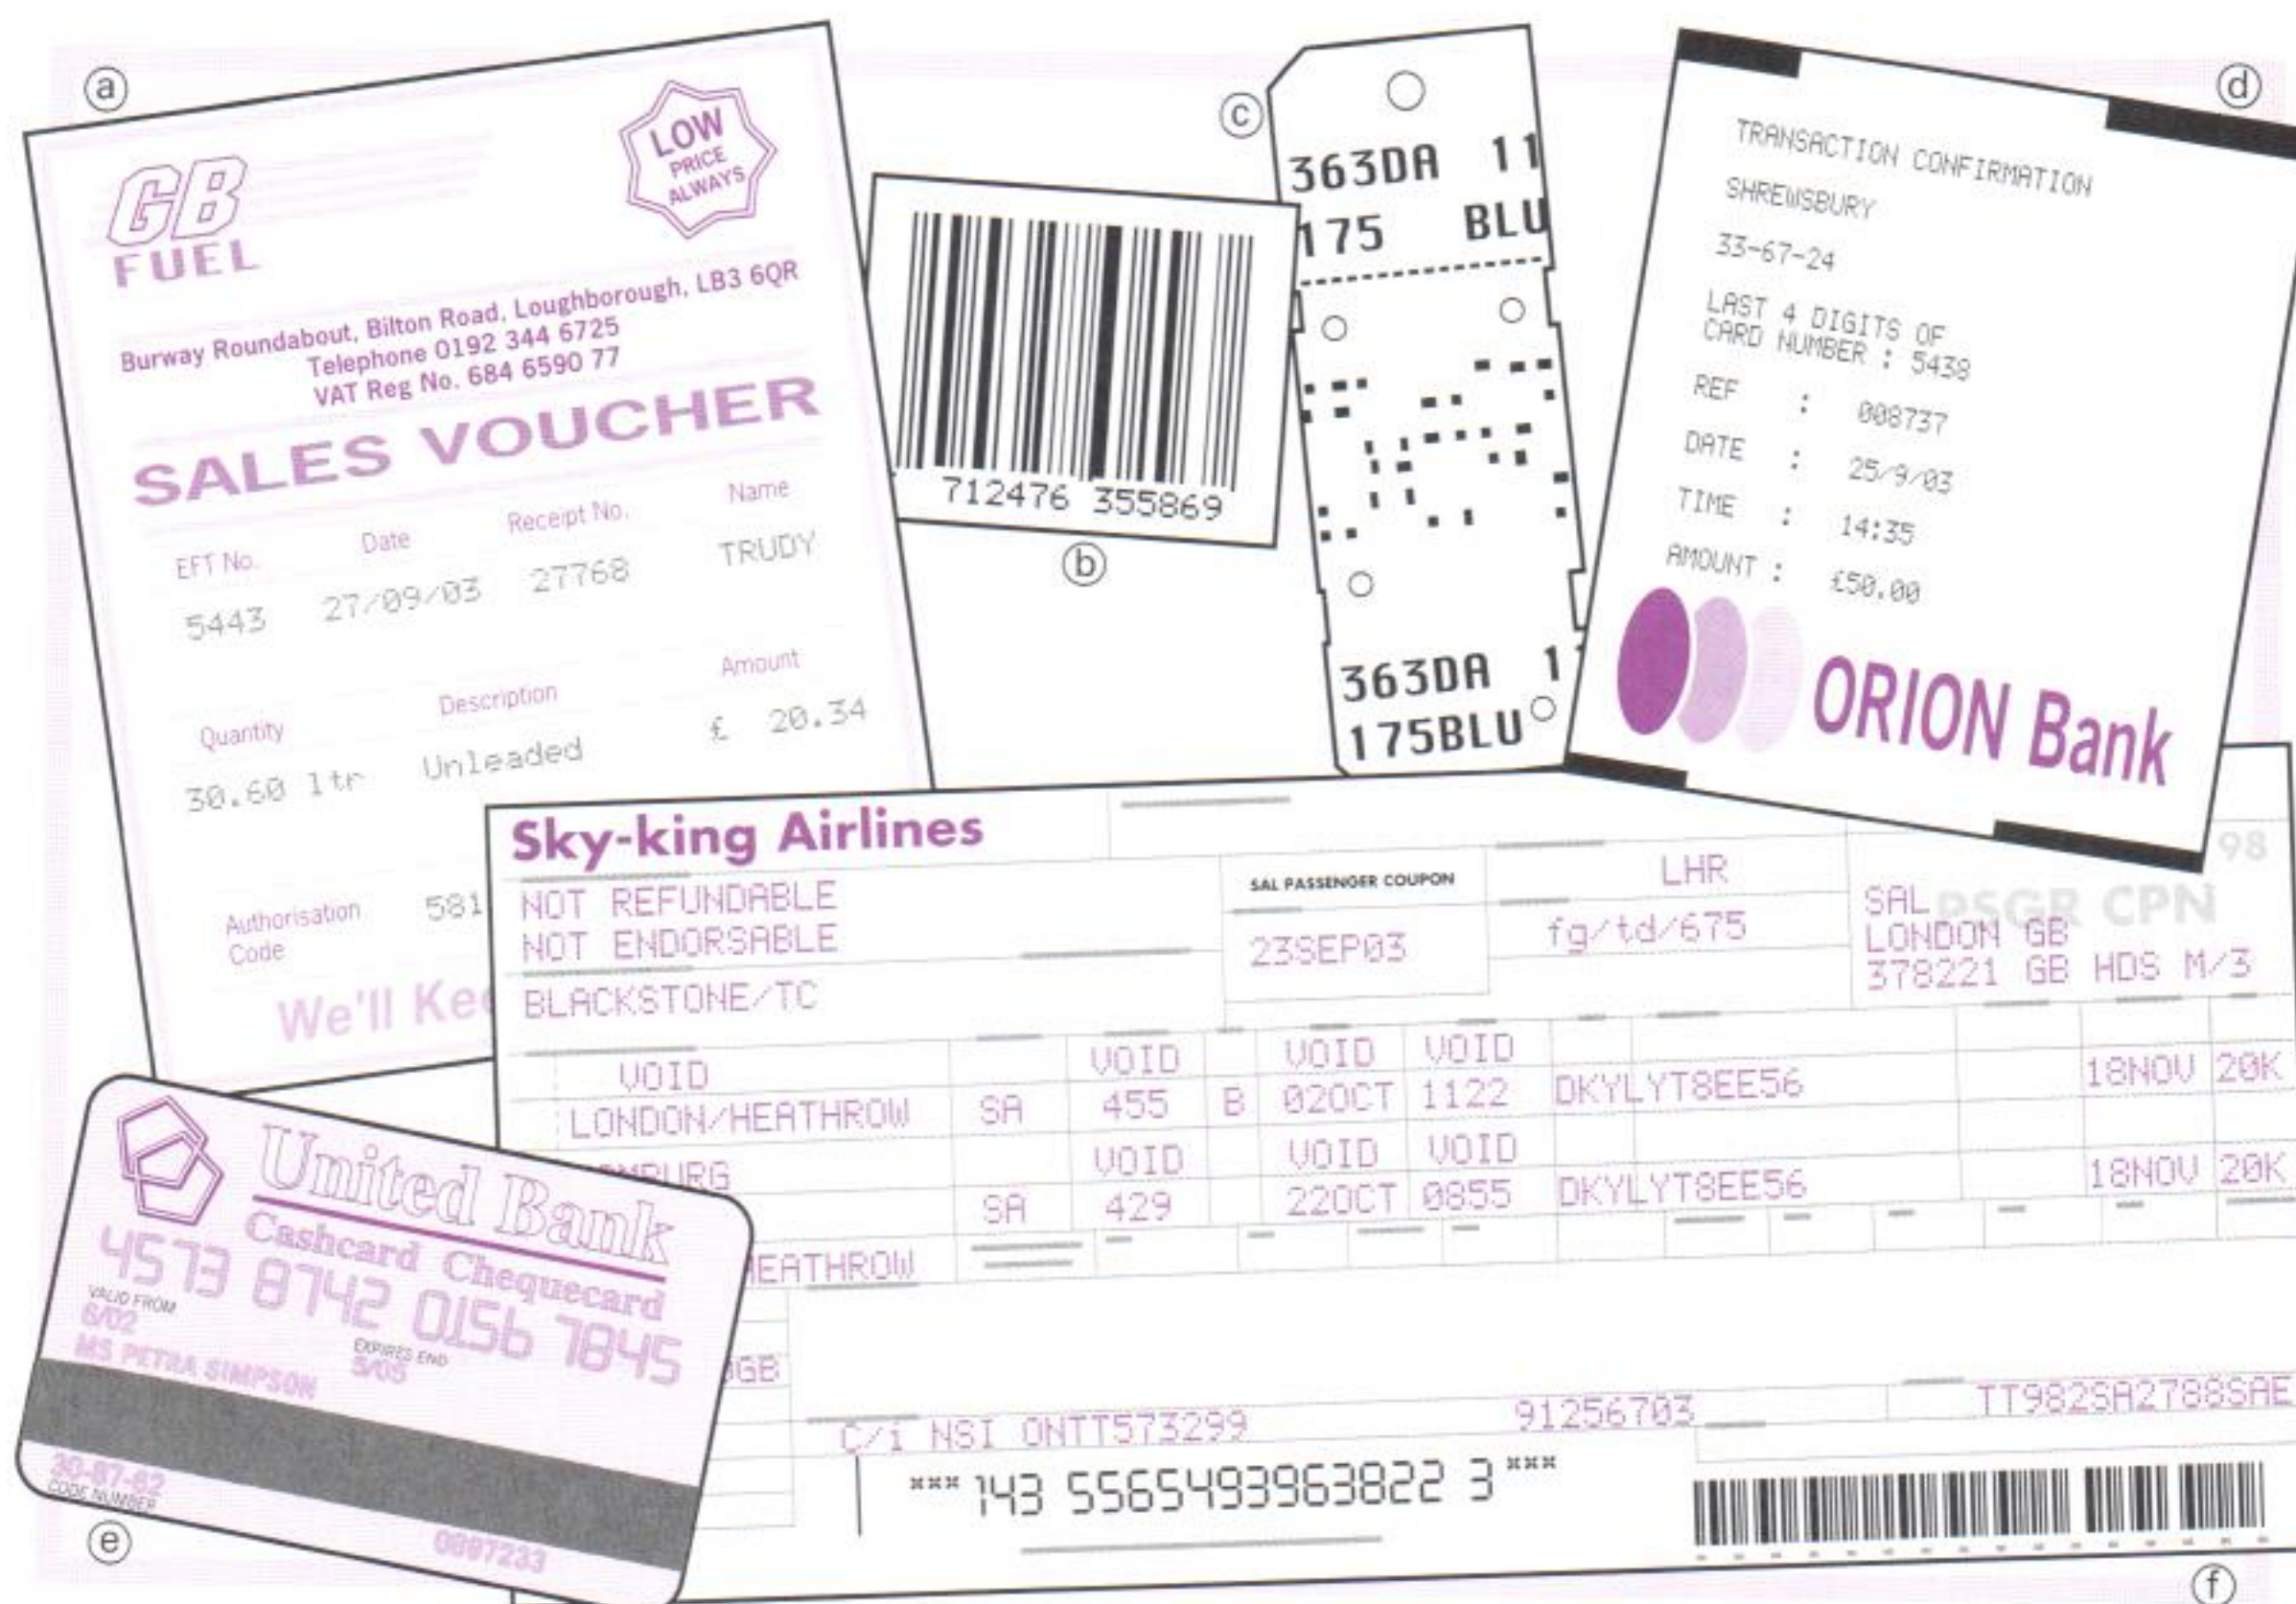 a
GB
FUEL
LOW
PRICE
ALWAYS
Burway Roundabout, Bilton Road, Loughborough, LB3 6QR
Telephone 0192 344 6725
VAT Reg No. 684 6590 77
SALES VOUCHER
EFT No. Date Receipt No. Name
5443 27/09/03 27768 TRUDY
Quantity Description Amount
30.60 ltr Unleaded £ 20.34
Authorisation
Code
581
We'll
712476 355869
b
c
363DA 11
175 BLU
363DA 1
175BLU
d
TRANSACTION CONFIRMATION
SHREWSBURY
33-67-24
LAST 4 DIGITS OF
CARD NUMBER : 5438
REF : 008737
DATE : 25/9/03
TIME : 14:35
AMOUNT : £50.00
ORION Bank
Sky-king Airlines
98
NOT REFUNDABLE
NOT ENDORSABLE
BLACKSTONE/TC
SAL PASSENGER COUPON
23SEP03
LHR
fg/td/675
PSGR CPN
SAL
LONDON GB
378221 GB HDS M/3
VOID VOID VOID VOID
LONDON/HEATHROW SA 455 B 02OCT 1122 DKYLYT8EE56 18NOV 20K
VOID VOID VOID
SA 429 22OCT 0855 DKYLYT8EE56 18NOV 20K
EATHROW
GB
C/i NSI ONTT573299 91256703 TT982SA2788SAE
*** 143 5565493963822 3 ***
f
United Bank
Cashcard Chequecard
4573 8742 0156 7845
VALID FROM
6/02
EXPIRES END
5/05
MS PETRA SIMPSON
30-87-62
CODE NUMBER
0897233
e